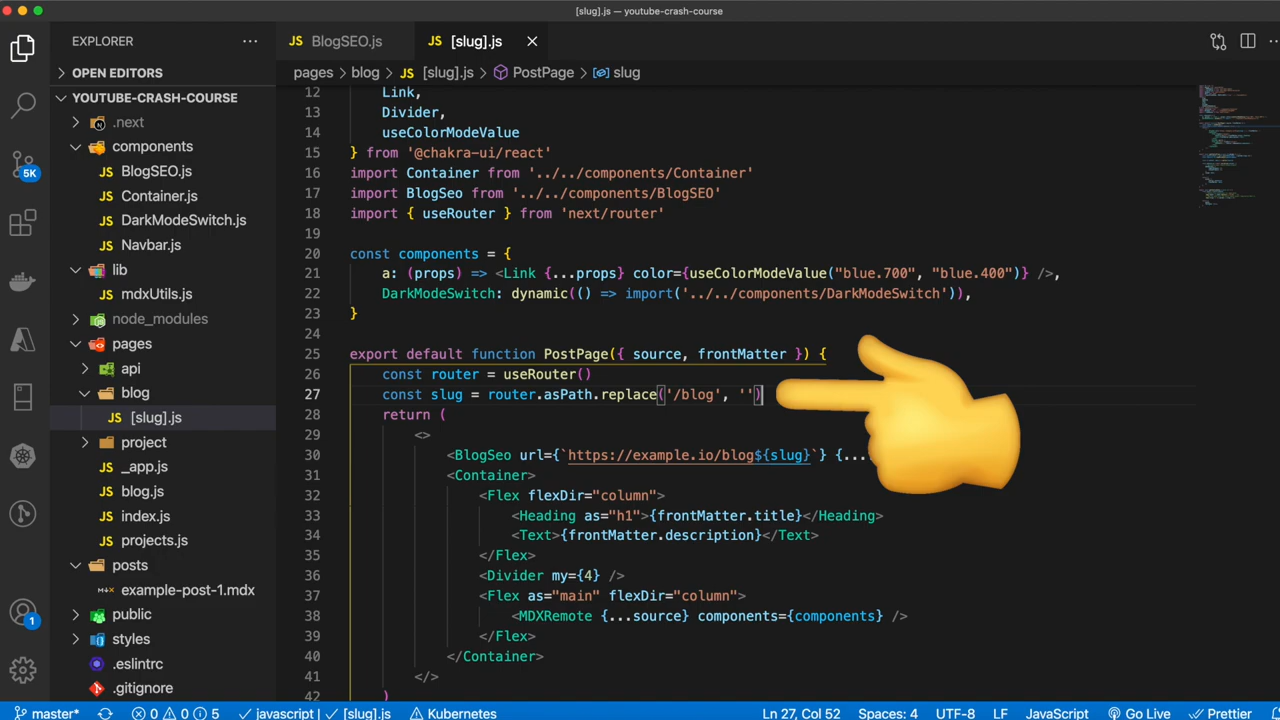 [slug].js — youtube-crash-course
EXPLORER
OPEN EDITORS
YOUTUBE-CRASH-COURSE
.next
components
BlogSEO.js
Container.js
DarkModeSwitch.js
Navbar.js
lib
mdxUtils.js
node_modules
pages
api
blog
[slug].js
project
_app.js
blog.js
index.js
projects.js
posts
example-post-1.mdx
public
styles
.eslintrc
.gitignore
5K
1
JS BlogSEO.js
JS [slug].js
pages > blog > JS [slug].js > PostPage > slug
12 Link,
13 Divider,
14 useColorModeValue
15 } from '@chakra-ui/react'
16 import Container from '../../components/Container'
17 import BlogSeo from '../../components/BlogSEO'
18 import { useRouter } from 'next/router'
19
20 const components = {
21 a: (props) => <Link {...props} color={useColorModeValue("blue.700", "blue.400")} />,
22 DarkModeSwitch: dynamic(() => import('../../components/DarkModeSwitch')),
23 }
24
25 export default function PostPage({ source, frontMatter }) {
26 const router = useRouter()
27 const slug = router.asPath.replace('/blog', '')
28 return (
29 <>
30 <BlogSeo url={`https://example.io/blog${slug}`} {...
31 <Container>
32 <Flex flexDir="column">
33 <Heading as="h1">{frontMatter.title}</Heading>
34 <Text>{frontMatter.description}</Text>
35 </Flex>
36 <Divider my={4} />
37 <Flex as="main" flexDir="column">
38 <MDXRemote {...source} components={components} />
39 </Flex>
40 </Container>
41 </>
42 )
master* 0 0 5 javascript | [slug].js Kubernetes Ln 27, Col 52 Spaces: 4 UTF-8 LF JavaScript Go Live Prettier